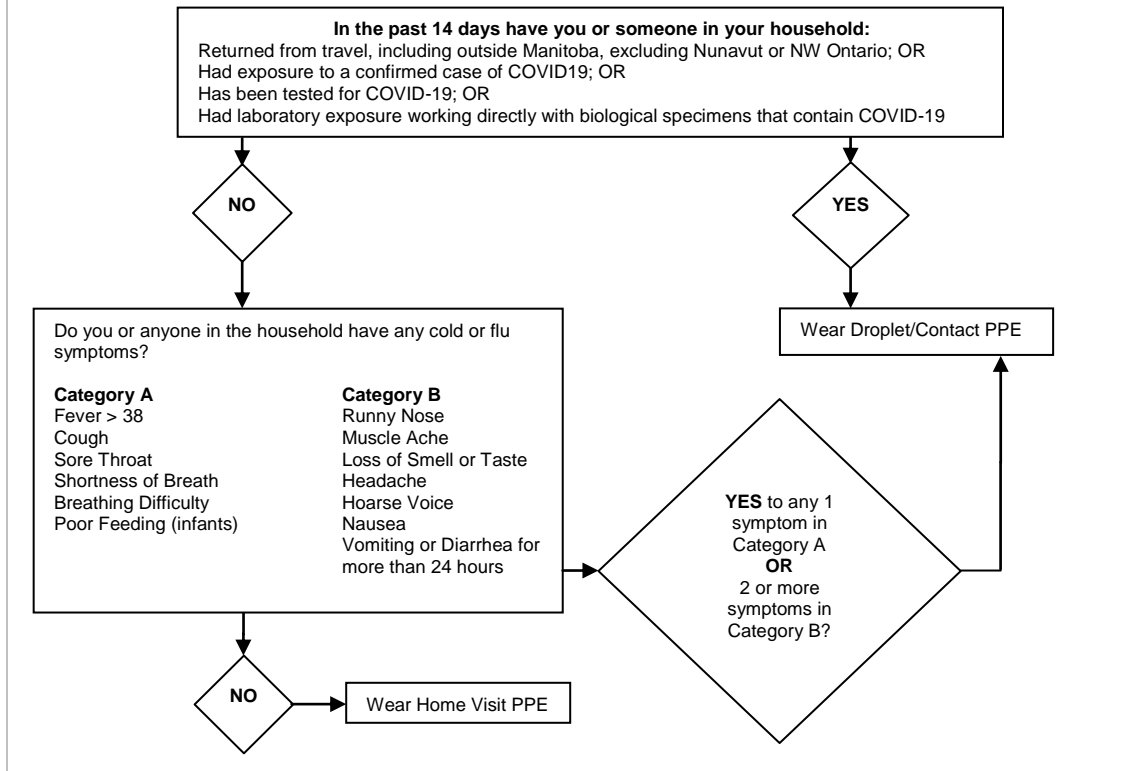 In the past 14 days have you or someone in your household:
Returned from travel, including outside Manitoba, excluding Nunavut or NW Ontario; OR
Had exposure to a confirmed case of COVID19; OR
Has been tested for COVID-19; OR
Had laboratory exposure working directly with biological specimens that contain COVID-19
NO
YES
Do you or anyone in the household have any cold or flu
symptoms?
Category A
Fever > 38
Cough
Sore Throat
Shortness of Breath
Breathing Difficulty
Poor Feeding (infants)
Category B
Runny Nose
Muscle Ache
Loss of Smell or Taste
Headache
Hoarse Voice
Nausea
Vomiting or Diarrhea for
more than 24 hours
Wear Droplet/Contact PPE
YES to any 1
symptom in
Category A
OR
2 or more
symptoms in
Category B?
NO
Wear Home Visit PPE